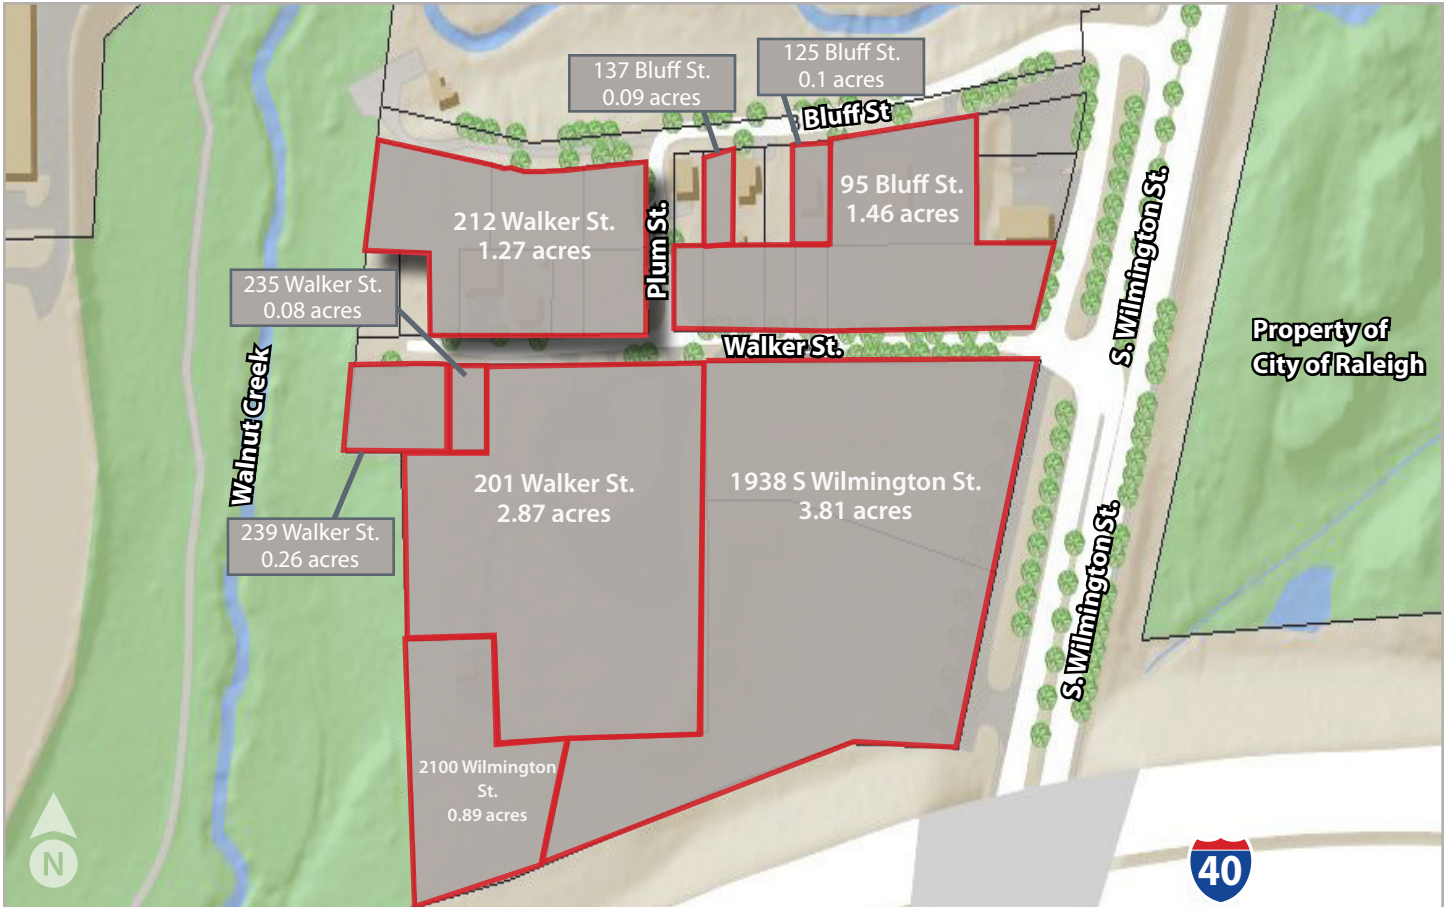 125 Bluff St.
0.1 acres
137 Bluff St.
0.09 acres
Bluff St
95 Bluff St.
1.46 acres
212 Walker St.
1.27 acres
Plum St.
S. Wilmington St.
235 Walker St.
0.08 acres
Walker St.
Property of
City of Raleigh
Walnut Creek
201 Walker St.
2.87 acres
1938 S Wilmington St.
3.81 acres
239 Walker St.
0.26 acres
S. Wilmington St.
2100 Wilmington
St.
0.89 acres
N
40